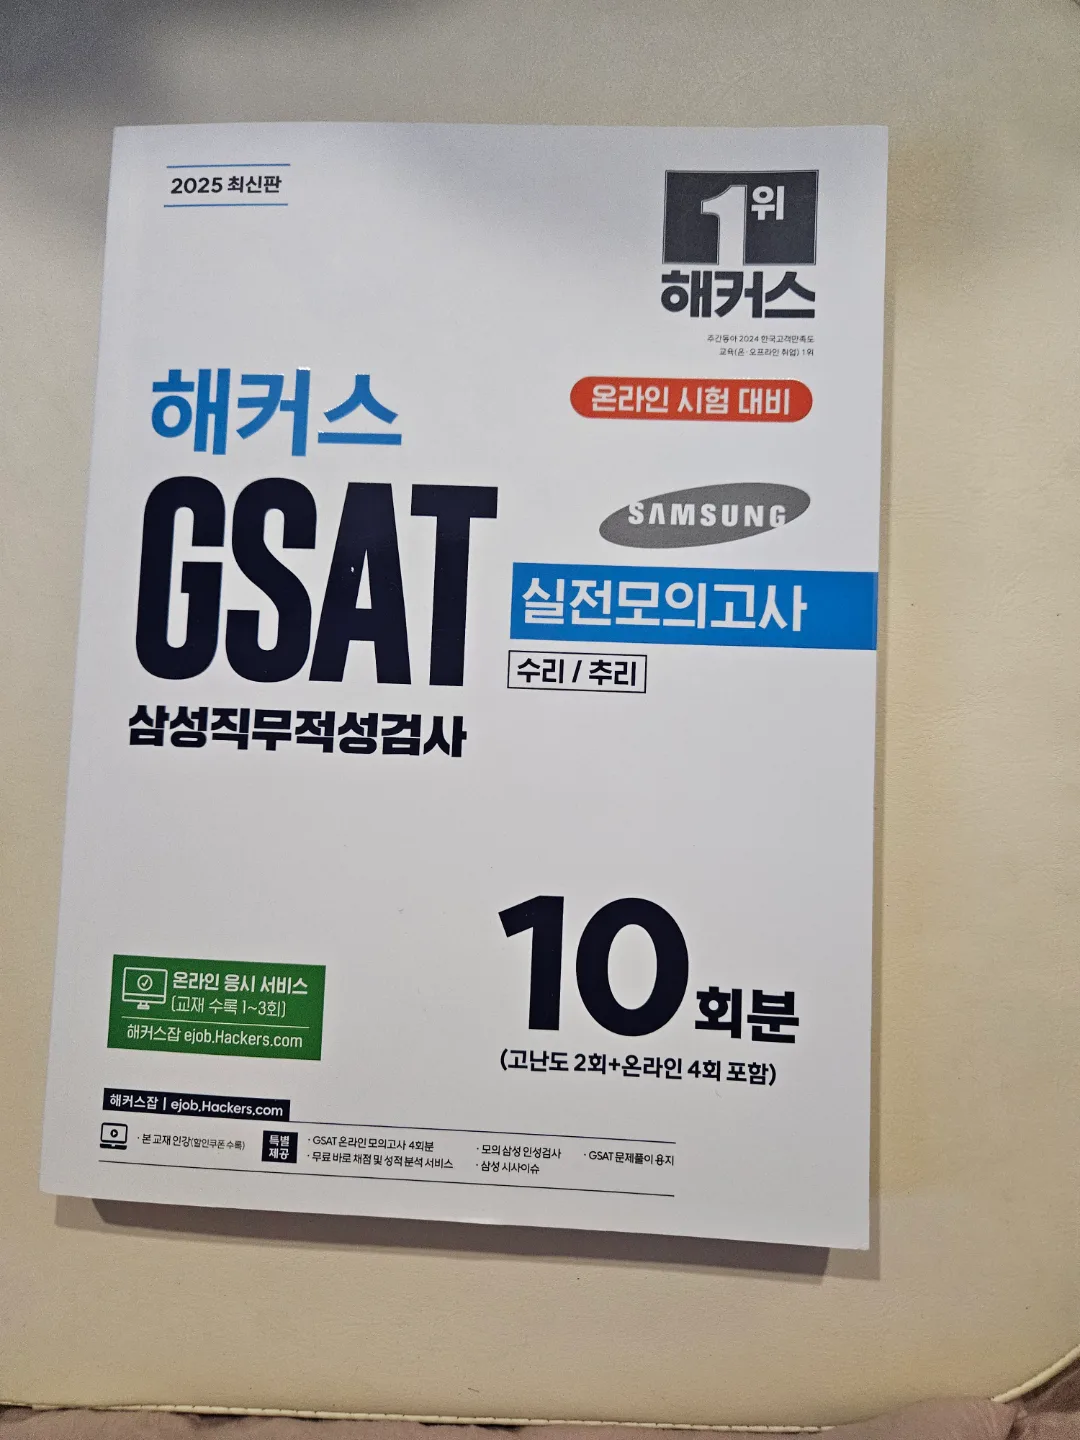 2025 최신판
1위
해커스
주간동아 2024 한국고객만족도
교육(온·오프라인 취업) 1위
온라인 시험 대비
해커스
GSAT
삼성직무적성검사
SAMSUNG
실전모의고사
수리 / 추리
10회분
(고난도 2회+온라인 4회 포함)
온라인 응시 서비스
(교재 수록 1~3회)
해커스잡 ejob.Hackers.com
해커스잡 | ejob.Hackers.com
· 본 교재 인강(할인쿠폰 수록)
특별
제공
· GSAT 온라인 모의고사 4회분
· 무료 바로 채점 및 성적 분석 서비스
· 모의 삼성 인성검사
· 삼성 시사이슈
· GSAT 문제풀이 용지